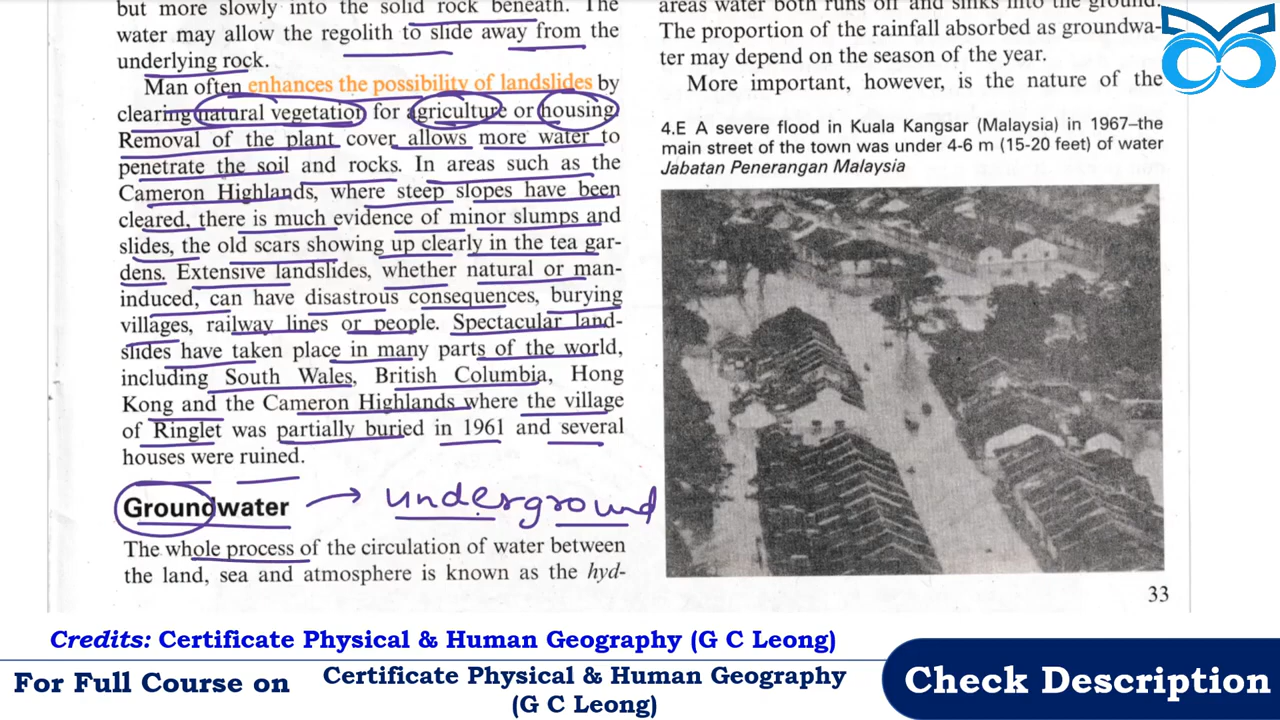 but more slowly into the solid rock beneath. The
water may allow the regolith to slide away from the
underlying rock.
Man often enhances the possibility of landslides by
clearing natural vegetation for agriculture or housing.
Removal of the plant cover allows more water to
penetrate the soil and rocks. In areas such as the
Cameron Highlands, where steep slopes have been
cleared, there is much evidence of minor slumps and
slides, the old scars showing up clearly in the tea gar-
dens. Extensive landslides, whether natural or man-
induced, can have disastrous consequences, burying
villages, railway lines or people. Spectacular land-
slides have taken place in many parts of the world,
including South Wales, British Columbia, Hong
Kong and the Cameron Highlands where the village
of Ringlet was partially buried in 1961 and several
houses were ruined.
Groundwater → underground
The whole process of the circulation of water between
the land, sea and atmosphere is known as the hyd-
areas water both runs off and sinks into the ground.
The proportion of the rainfall absorbed as groundwa-
ter may depend on the season of the year.
More important, however, is the nature of the
4.E A severe flood in Kuala Kangsar (Malaysia) in 1967–the
main street of the town was under 4-6 m (15-20 feet) of water
Jabatan Penerangan Malaysia
33
Credits: Certificate Physical & Human Geography (G C Leong)
For Full Course on
Certificate Physical & Human Geography
(G C Leong)
Check Description